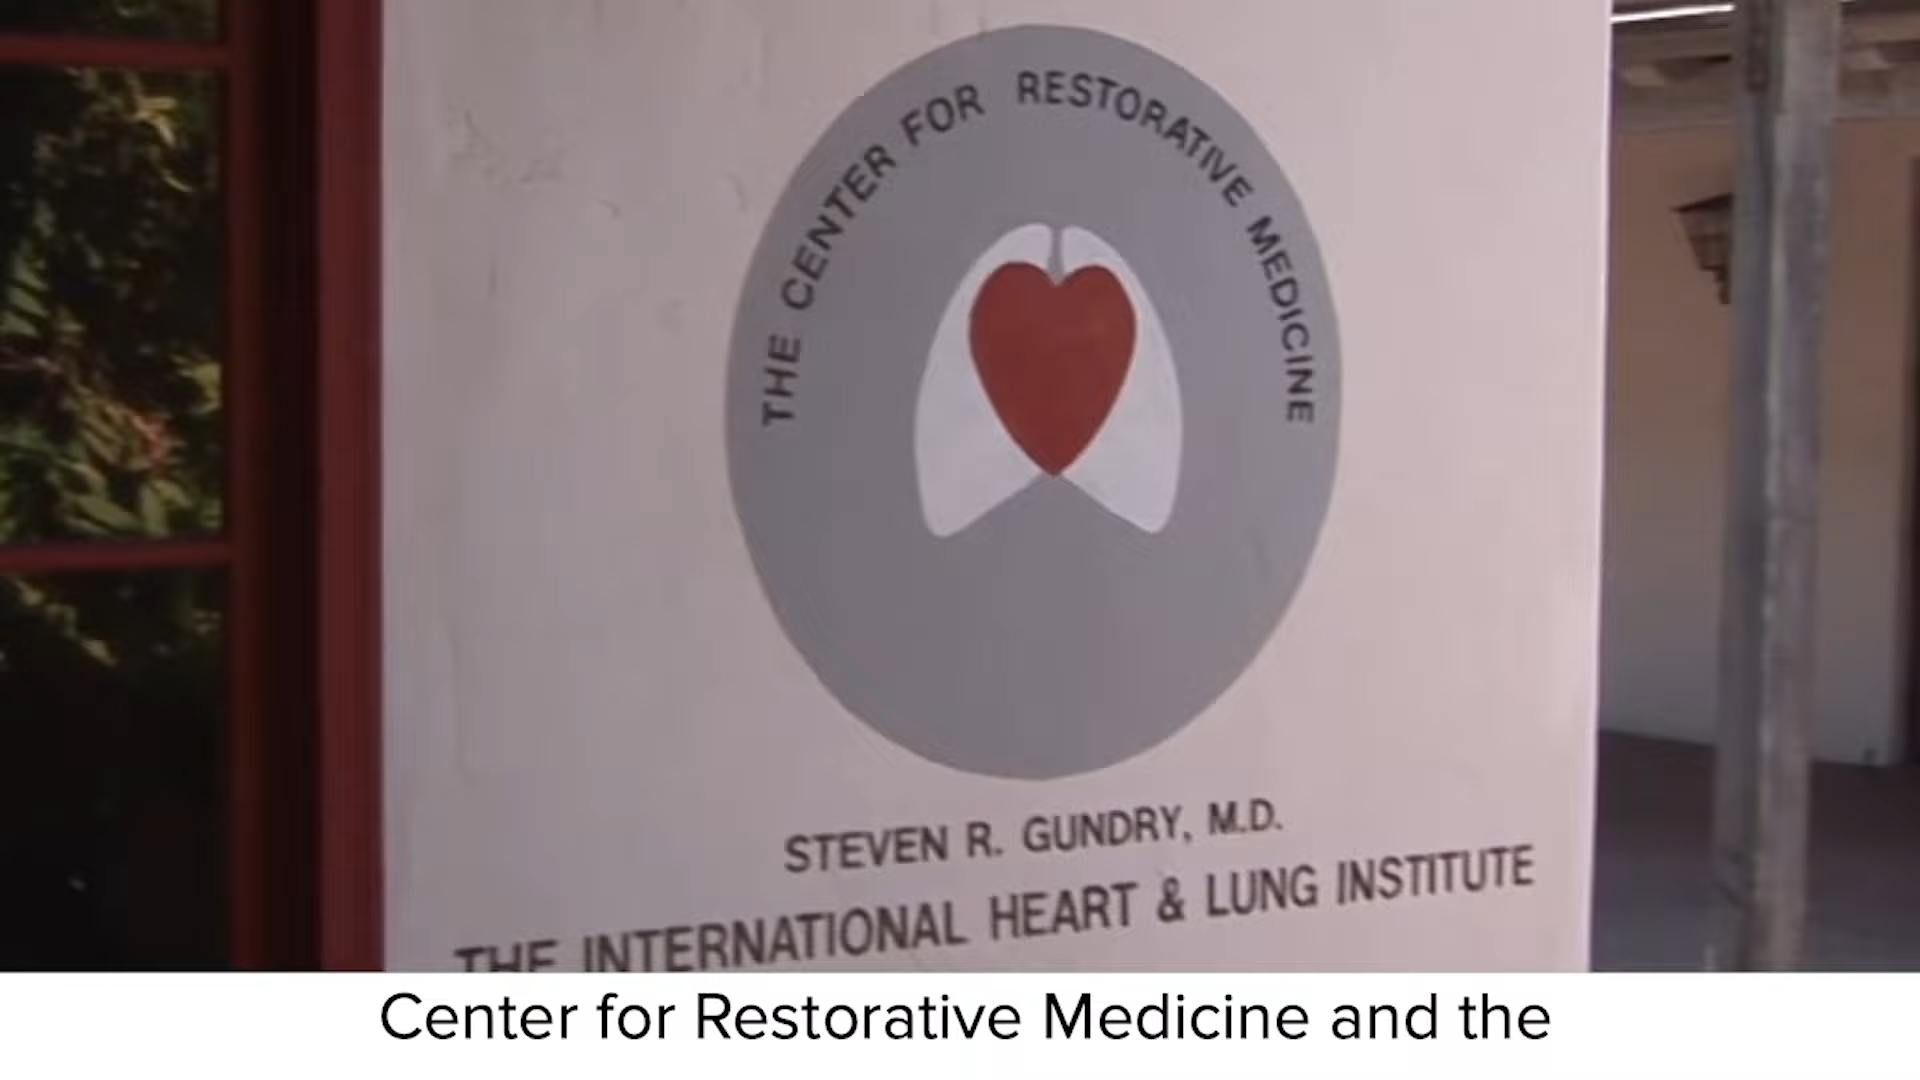 THE CENTER FOR RESTORATIVE MEDICINE
STEVEN R. GUNDRY, M.D.
THE INTERNATIONAL HEART & LUNG INSTITUTE
Center for Restorative Medicine and the